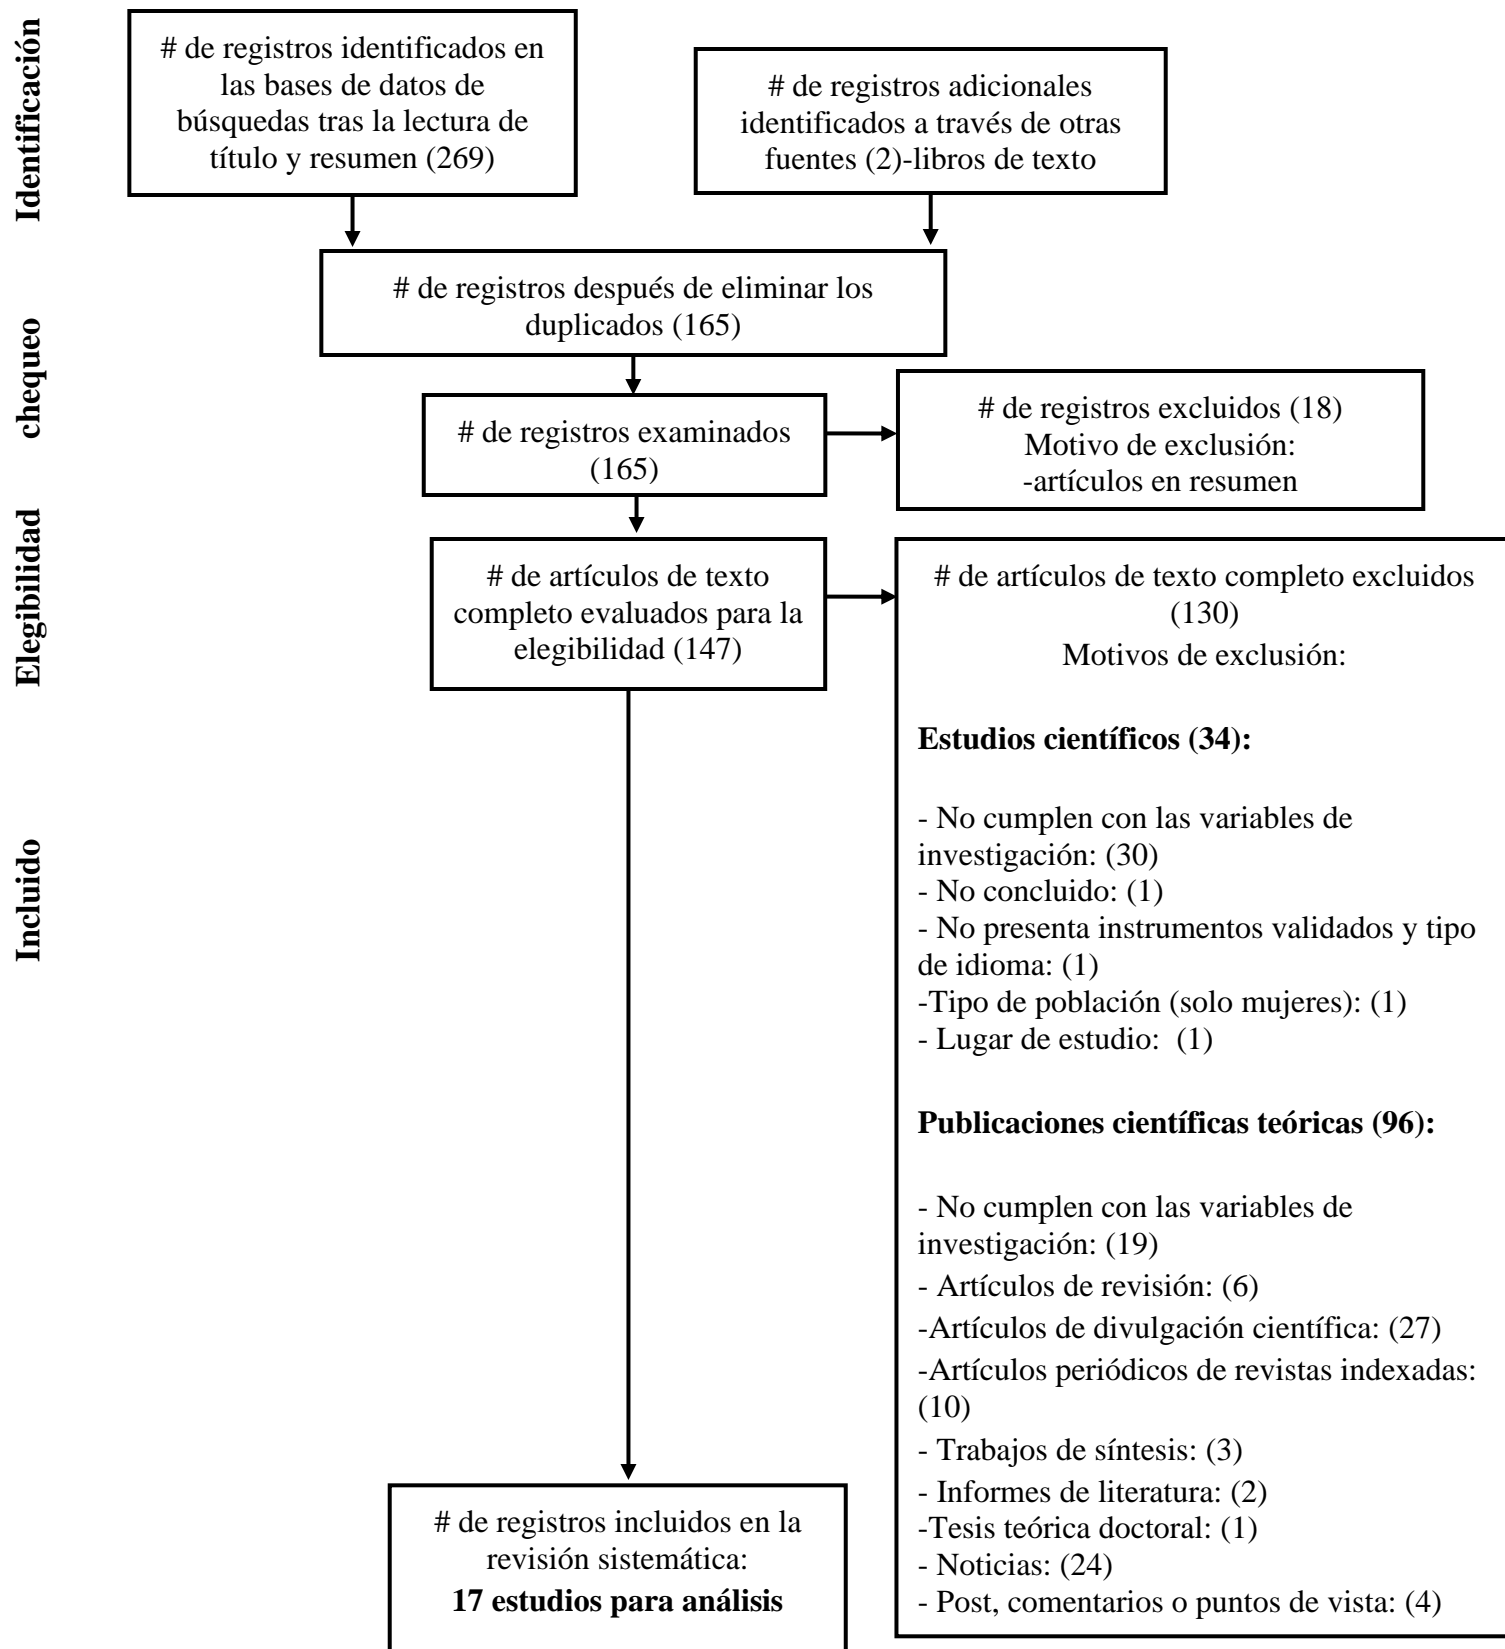 Identificación
# de registros identificados en
las bases de datos de
búsquedas tras la lectura de
título y resumen (269)
# de registros adicionales
identificados a través de otras
fuentes (2)-libros de texto
# de registros después de eliminar los
duplicados (165)
chequeo
# de registros examinados
(165)
# de registros excluidos (18)
Motivo de exclusión:
-artículos en resumen
Elegibilidad
# de artículos de texto
completo evaluados para la
elegibilidad (147)
# de artículos de texto completo excluidos
(130)
Motivos de exclusión:
Estudios científicos (34):
- No cumplen con las variables de
investigación: (30)
- No concluido: (1)
- No presenta instrumentos validados y tipo
de idioma: (1)
-Tipo de población (solo mujeres): (1)
- Lugar de estudio:  (1)
Publicaciones científicas teóricas (96):
- No cumplen con las variables de
investigación: (19)
- Artículos de revisión: (6)
-Artículos de divulgación científica: (27)
-Artículos periódicos de revistas indexadas:
(10)
- Trabajos de síntesis: (3)
- Informes de literatura: (2)
-Tesis teórica doctoral: (1)
- Noticias: (24)
- Post, comentarios o puntos de vista: (4)
Incluido
# de registros incluidos en la
revisión sistemática:
17 estudios para análisis